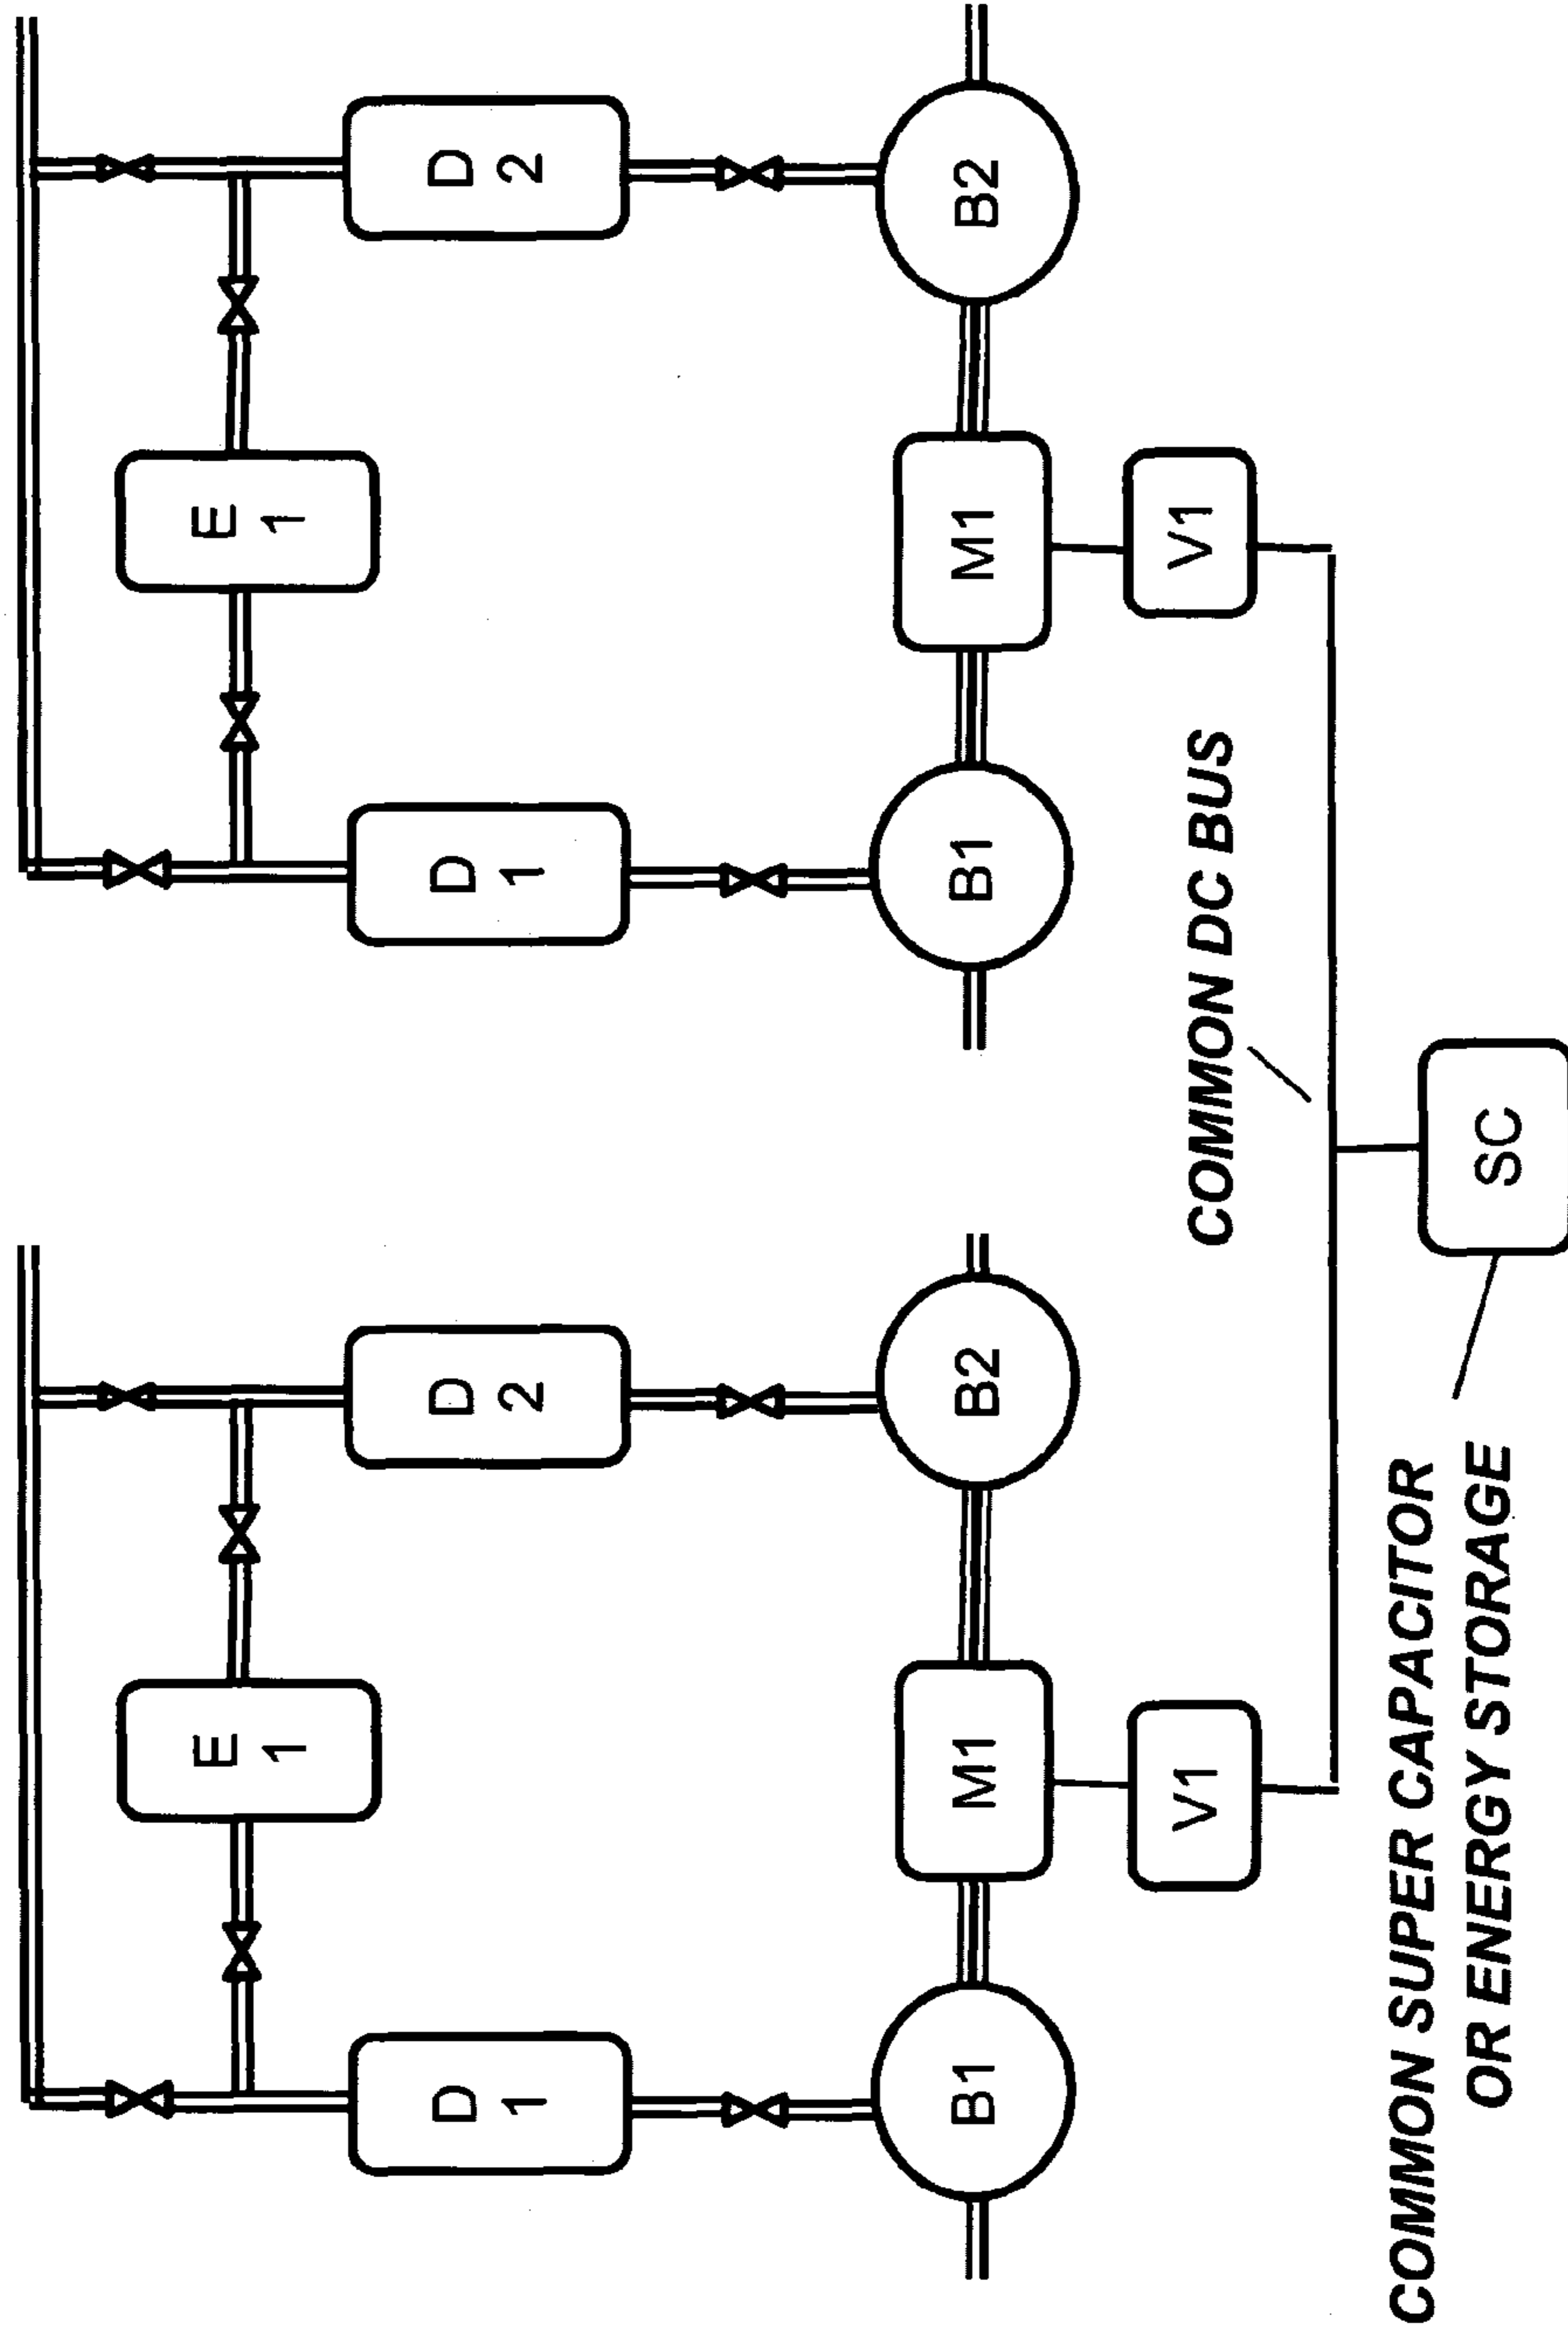 E
1
E
1
D
1
D
2
D
1
D
2
B1
M1
B2
B1
M1
B2
V1
V1
COMMON DC BUS
COMMON SUPER CAPACITOR
OR ENERGY STORAGE
SC